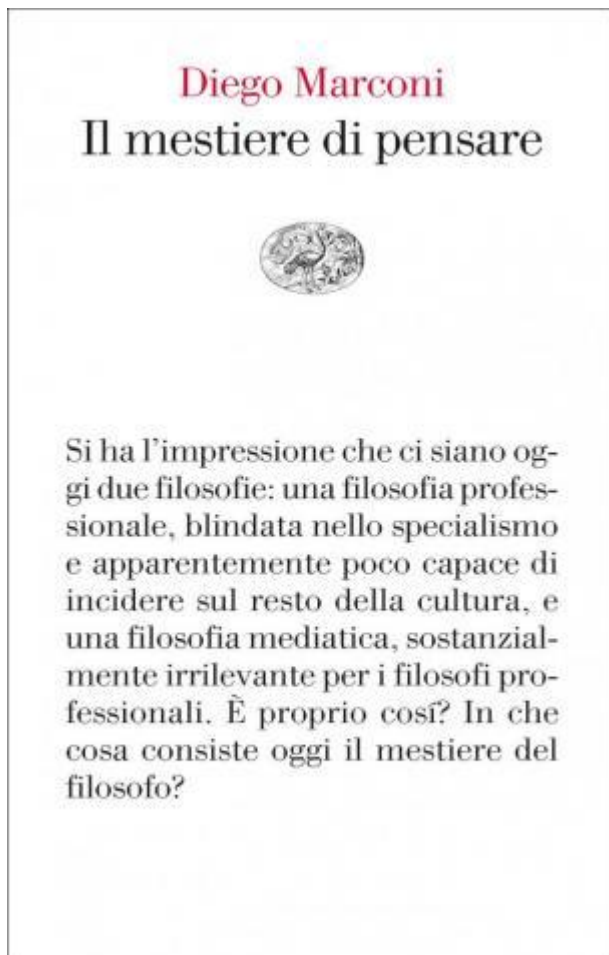 Diego Marconi
Il mestiere di pensare
Si ha l’impressione che ci siano og-
gi due filosofie: una filosofia profes-
sionale, blindata nello specialismo
e apparentemente poco capace di
incidere sul resto della cultura, e
una filosofia mediatica, sostanzial-
mente irrilevante per i filosofi pro-
fessionali. È proprio cosí? In che
cosa consiste oggi il mestiere del
filosofo?